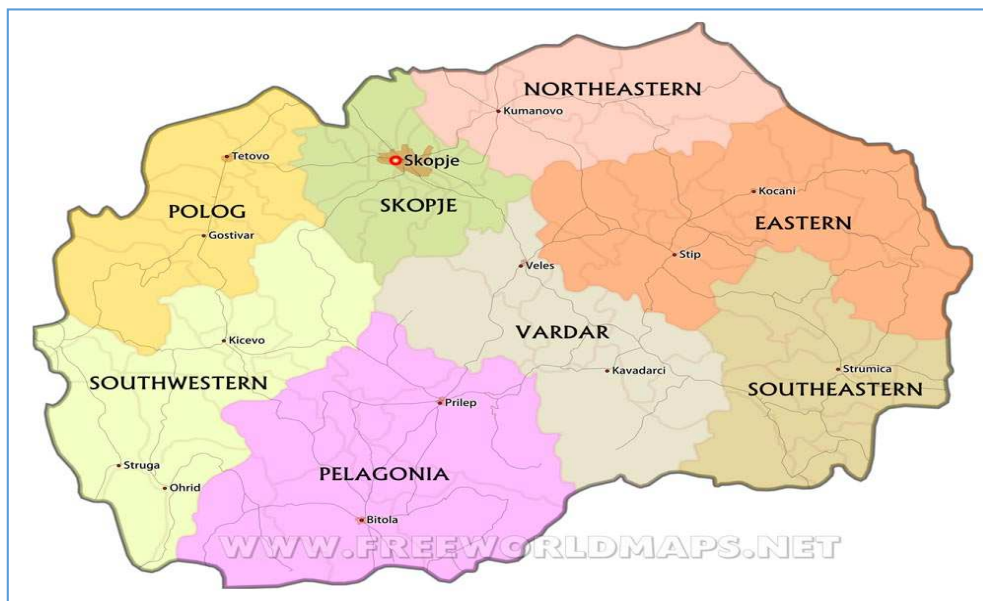 NORTHEASTERN
Kumanovo
Tetovo
Skopje
Kocani
POLOG
SKOPJE
EASTERN
Gostivar
Stip
Veles
VARDAR
Kicevo
Kavadarci
Strumica
SOUTHWESTERN
SOUTHEASTERN
Prilep
Struga
PELAGONIA
Ohrid
Bitola
WWW.FREEWORLDMAPS.NET